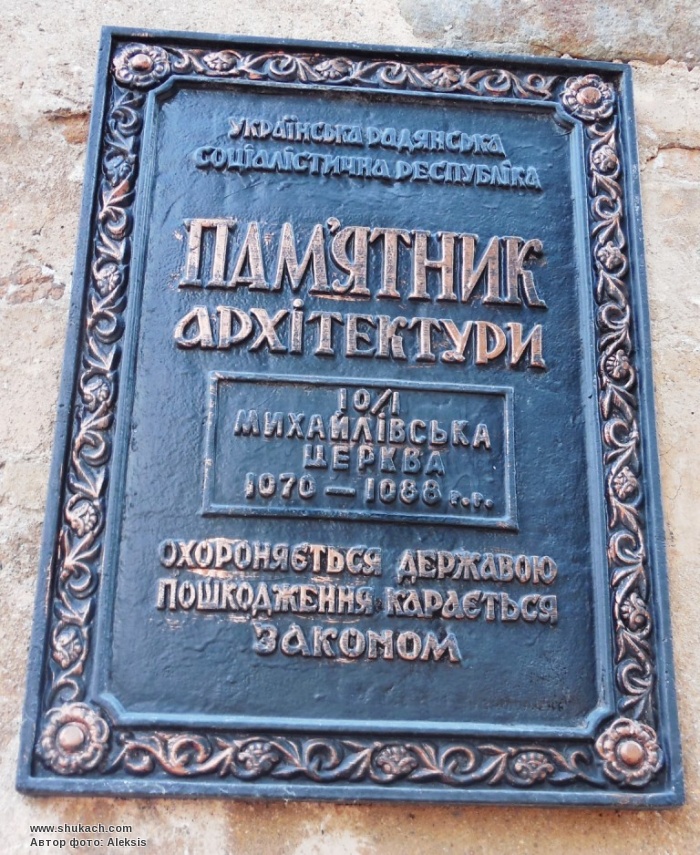 УКРАЇНСЬКА РАДЯНСЬКА
СОЦІАЛІСТИЧНА РЕСПУБЛІКА
ПАМ'ЯТНИК
АРХІТЕКТУРИ
10/1
МИХАЙЛІВСЬКА
ЦЕРКВА
1070 — 1088 г.г.
ОХОРОНЯЄТЬСЯ ДЕРЖАВОЮ
ПОШКОДЖЕННЯ КАРАЄТЬСЯ
ЗАКОНОМ
www.shukach.com
Автор фото: Aleksis